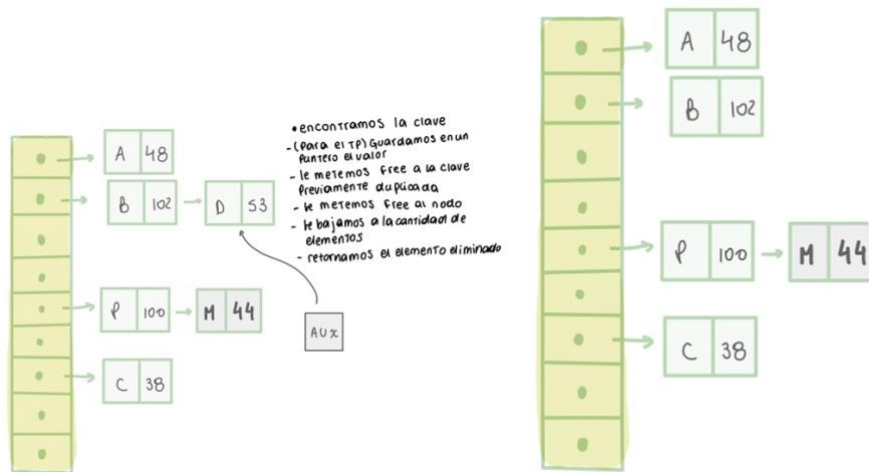 A 48
B 102 D 53
P 100 M 44
C 38
• encontramos la clave
- (Para el TP) Guardamos en un
Puntero el valor
- le metemos free a la clave
Previamente duplicada
- le metemos free al nodo
- le bajamos a la cantidad de
elementos
- retornamos el elemento eliminado
AUX
A 48
B 102
P 100 M 44
C 38